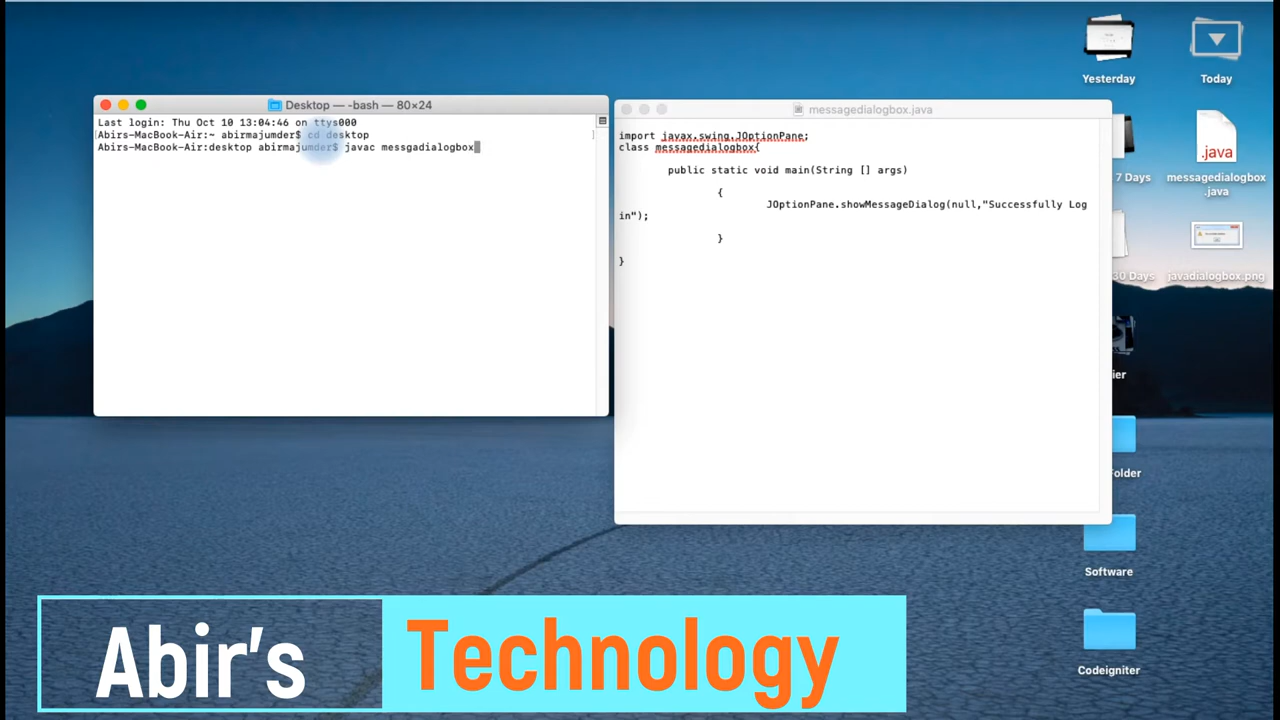 Desktop — -bash — 80×24
Last login: Thu Oct 10 13:04:46 on ttys000
[Abirs-MacBook-Air:~ abirmajumder$ cd desktop ]
Abirs-MacBook-Air:desktop abirmajumder$ javac messgadialogbox
messagedialogbox.java
import javax.swing.JOptionPane;
class messagedialogbox{
public static void main(String [] args)
{
JOptionPane.showMessageDialog(null,"Successfully Log
in");
}
}
Yesterday
Today
.java
7 Days
messagedialogbox
.java
30 Days
javadialogbox.png
ier
Folder
Software
Codeigniter
Abir's
Technology